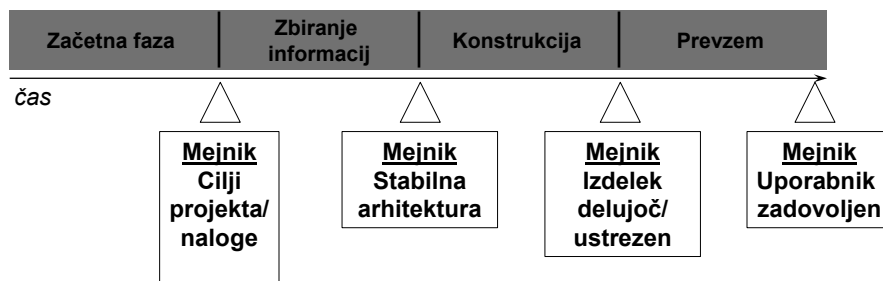 Začetna faza
Zbiranje
informacij
Konstrukcija
Prevzem
čas
Mejnik
Cilji
projekta/
naloge
Mejnik
Stabilna
arhitektura
Mejnik
Izdelek
delujoč/
ustrezen
Mejnik
Uporabnik
zadovoljen